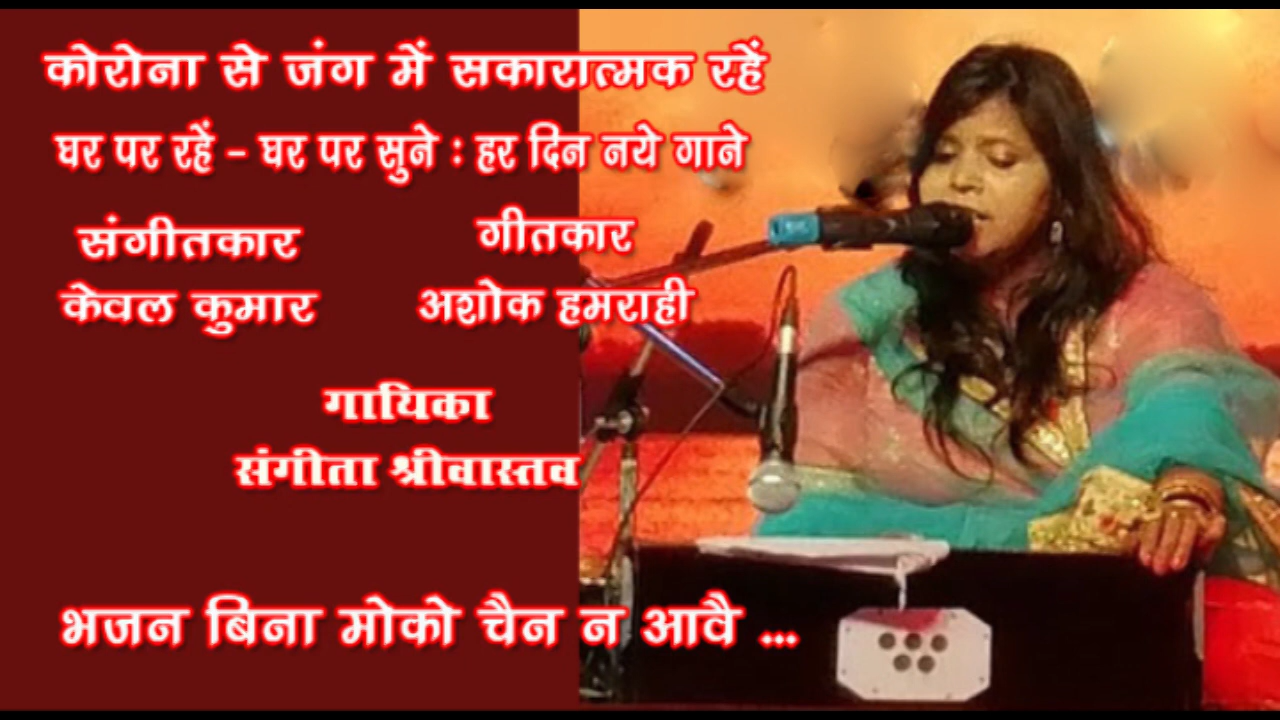 कोरोना से जंग में सकारात्मक रहें
घर पर रहें - घर पर सुने : हर दिन नये गाने
संगीतकार
केवल कुमार
गीतकार
अशोक हमराही
गायिका
संगीता श्रीवास्तव
भजन बिना मोको चैन न आवै ...